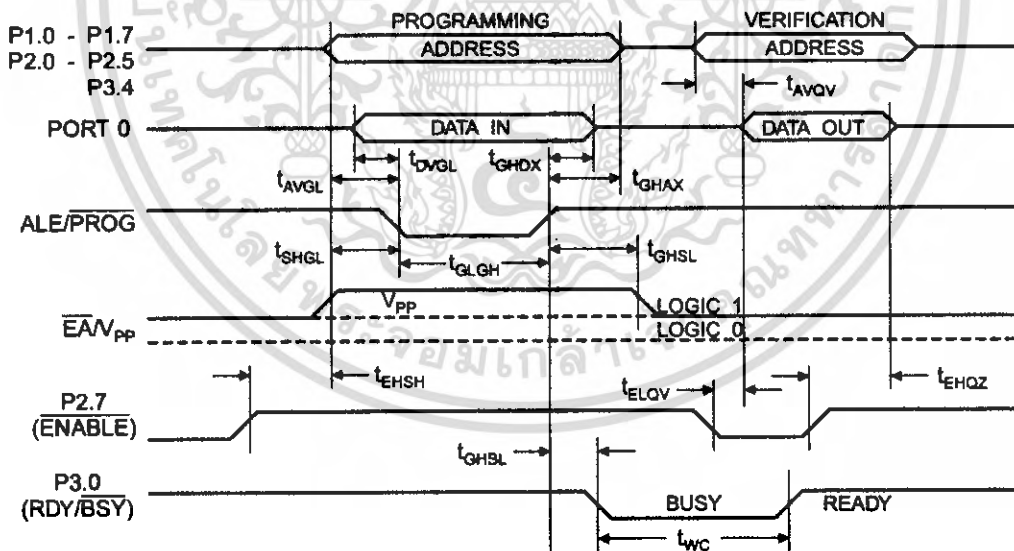 PROGRAMMING
VERIFICATION
P1.0 - P1.7
P2.0 - P2.5
P3.4
ADDRESS
ADDRESS
tAVQV
PORT 0
DATA IN
DATA OUT
tDVGL
tGHDX
tAVGL
tGHAX
ALE/PROG
tSHGL
tGLGH
tGHSL
VPP
LOGIC 1
LOGIC 0
EA/VPP
tEHSH
tELQV
tEHQZ
P2.7
(ENABLE)
tGHBL
P3.0
(RDY/BSY)
BUSY
READY
tWC